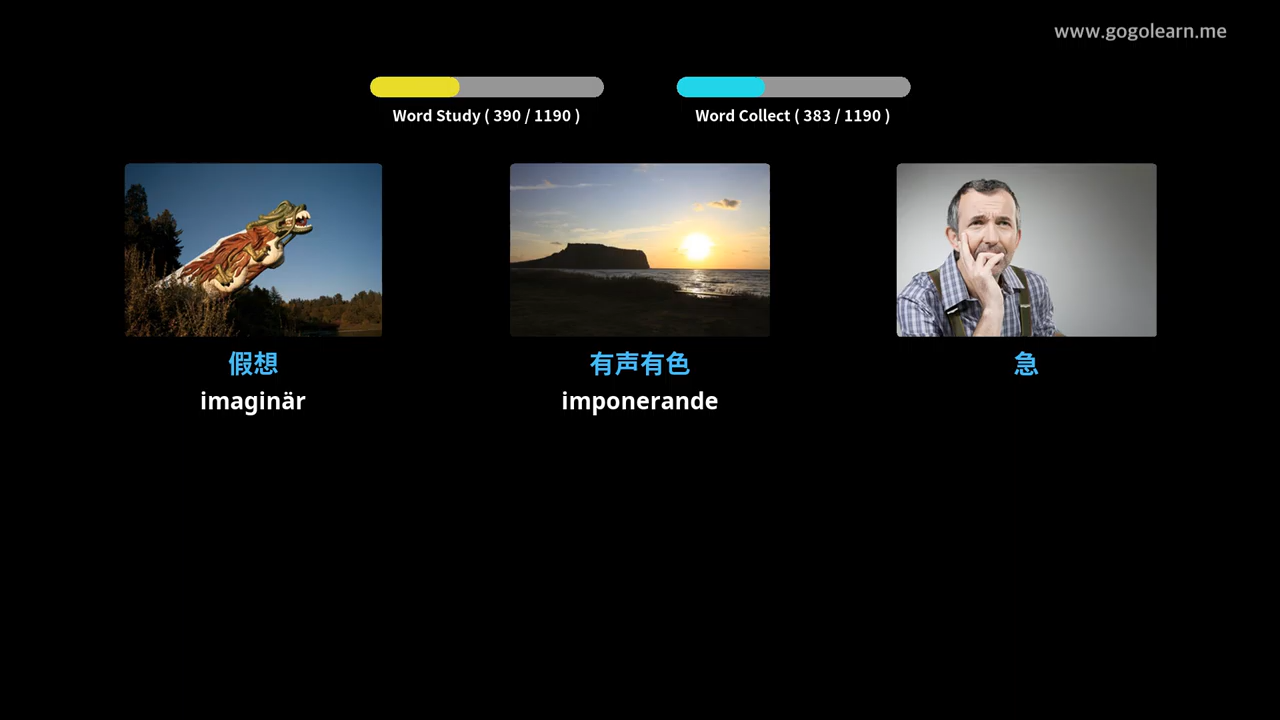 www.gogolearn.me
Word Study ( 390 / 1190 )
Word Collect ( 383 / 1190 )
假想
有声有色
急
imaginär
imponerande